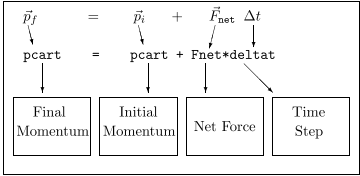 p⃗_f = p⃗_i + F⃗_net Δt
pcart = pcart + Fnet*deltat
Final Momentum
Initial Momentum
Net Force
Time Step